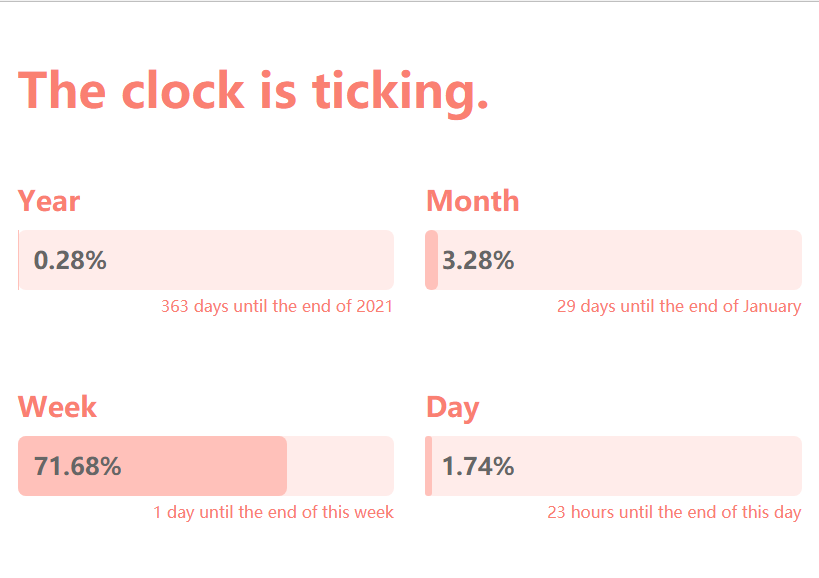 The clock is ticking.
Year
0.28%
363 days until the end of 2021
Month
3.28%
29 days until the end of January
Week
71.68%
1 day until the end of this week
Day
1.74%
23 hours until the end of this day